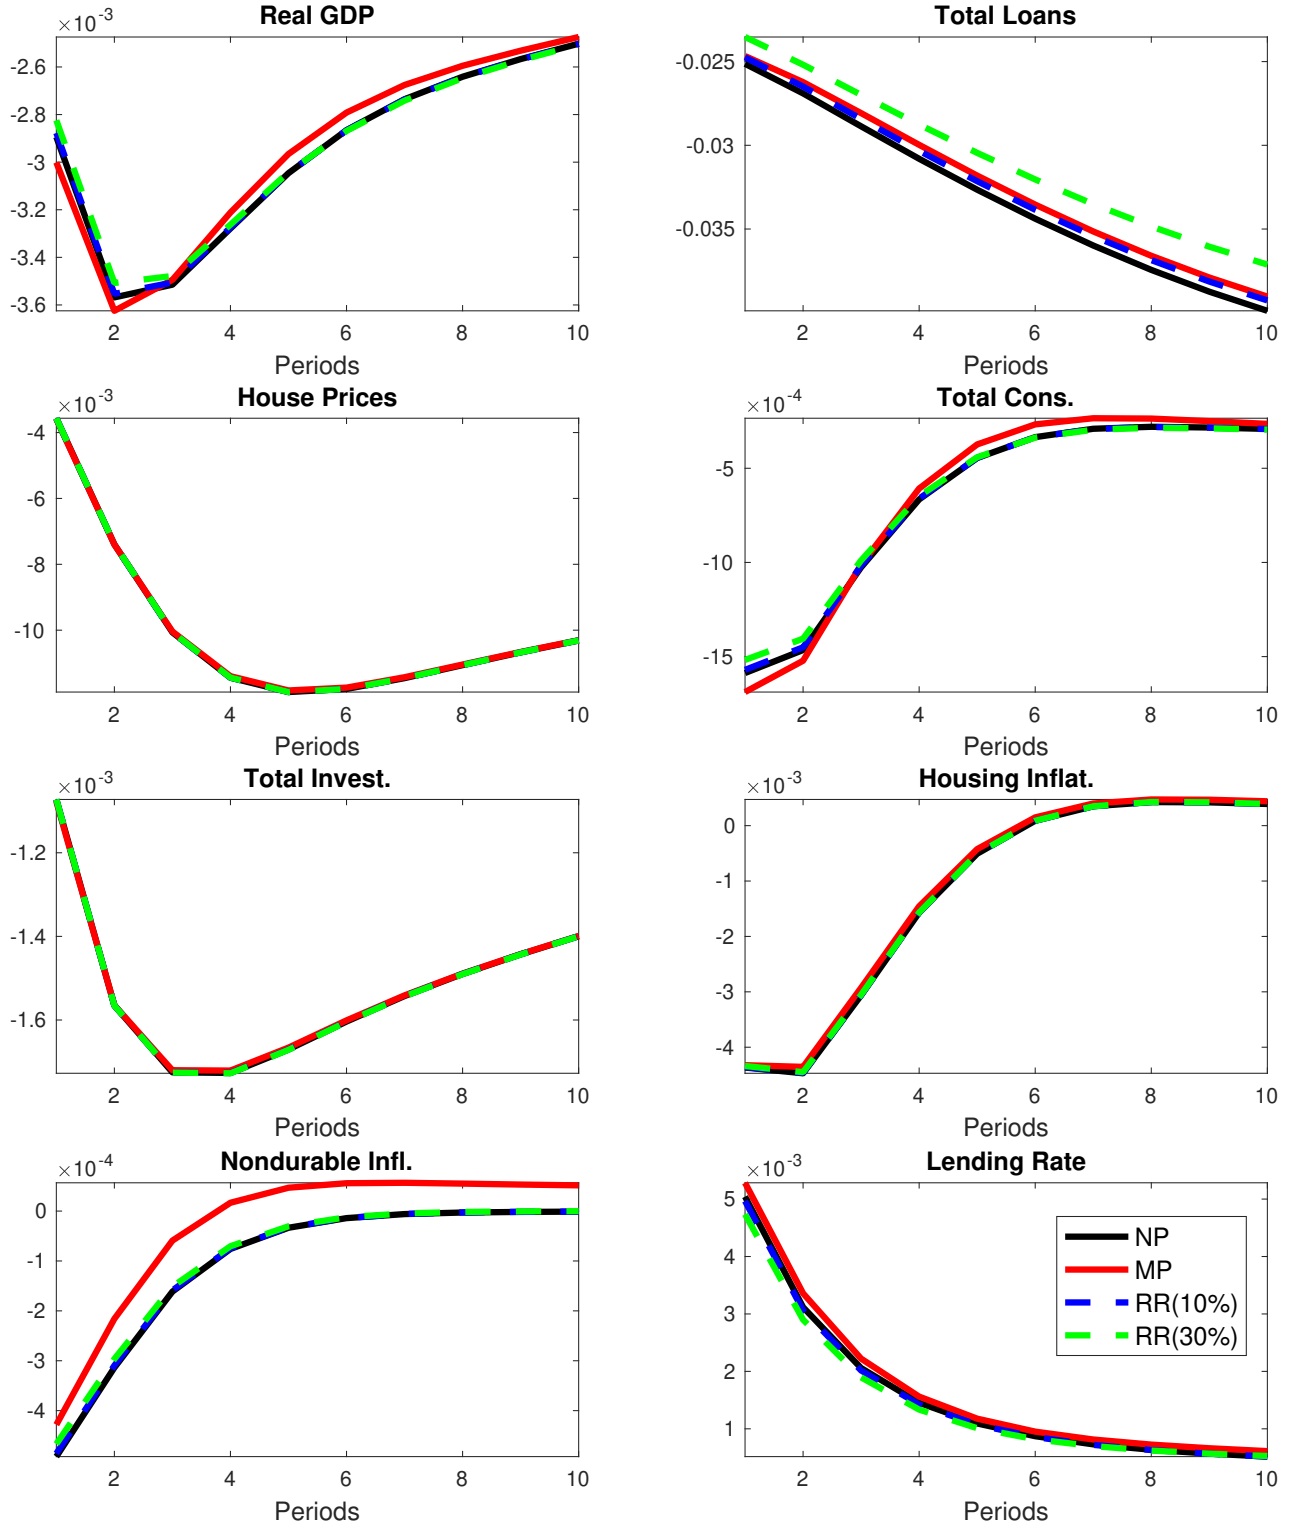 Real GDP
×10-3
-2.6
-2.8
-3
-3.2
-3.4
-3.6
2 4 6 8 10
Periods
Total Loans
-0.025
-0.03
-0.035
2 4 6 8 10
Periods
House Prices
×10-3
-4
-6
-8
-10
2 4 6 8 10
Periods
Total Cons.
×10-4
-5
-10
-15
2 4 6 8 10
Periods
Total Invest.
×10-3
-1.2
-1.4
-1.6
2 4 6 8 10
Periods
Housing Inflat.
×10-3
0
-1
-2
-3
-4
2 4 6 8 10
Periods
Nondurable Infl.
×10-4
0
-1
-2
-3
-4
2 4 6 8 10
Periods
Lending Rate
×10-3
5
4
3
2
1
NP
MP
RR(10%)
RR(30%)
2 4 6 8 10
Periods